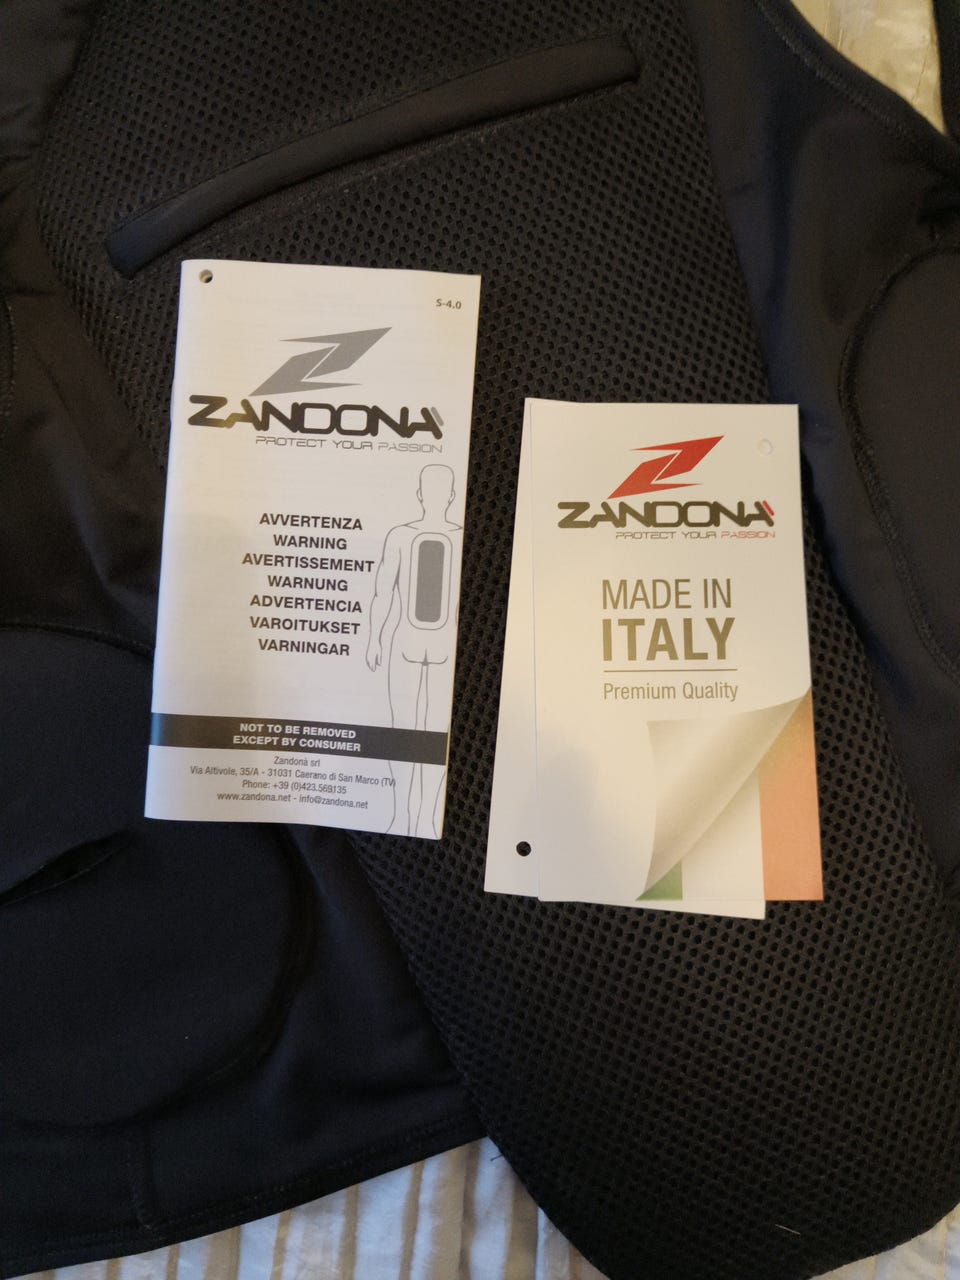 S-4.0
ZANDONÀ
PROTECT YOUR PASSION
AVVERTENZA
WARNING
AVERTISSEMENT
WARNUNG
ADVERTENCIA
VAROITUKSET
VARNINGAR
NOT TO BE REMOVED
EXCEPT BY CONSUMER
Zandonà srl
Via Altivole, 35/A - 31031 Caerano di San Marco (TV)
Phone: +39 (0)423.569135
www.zandona.net - info@zandona.net
ZANDONÀ
PROTECT YOUR PASSION
MADE IN
ITALY
Premium Quality